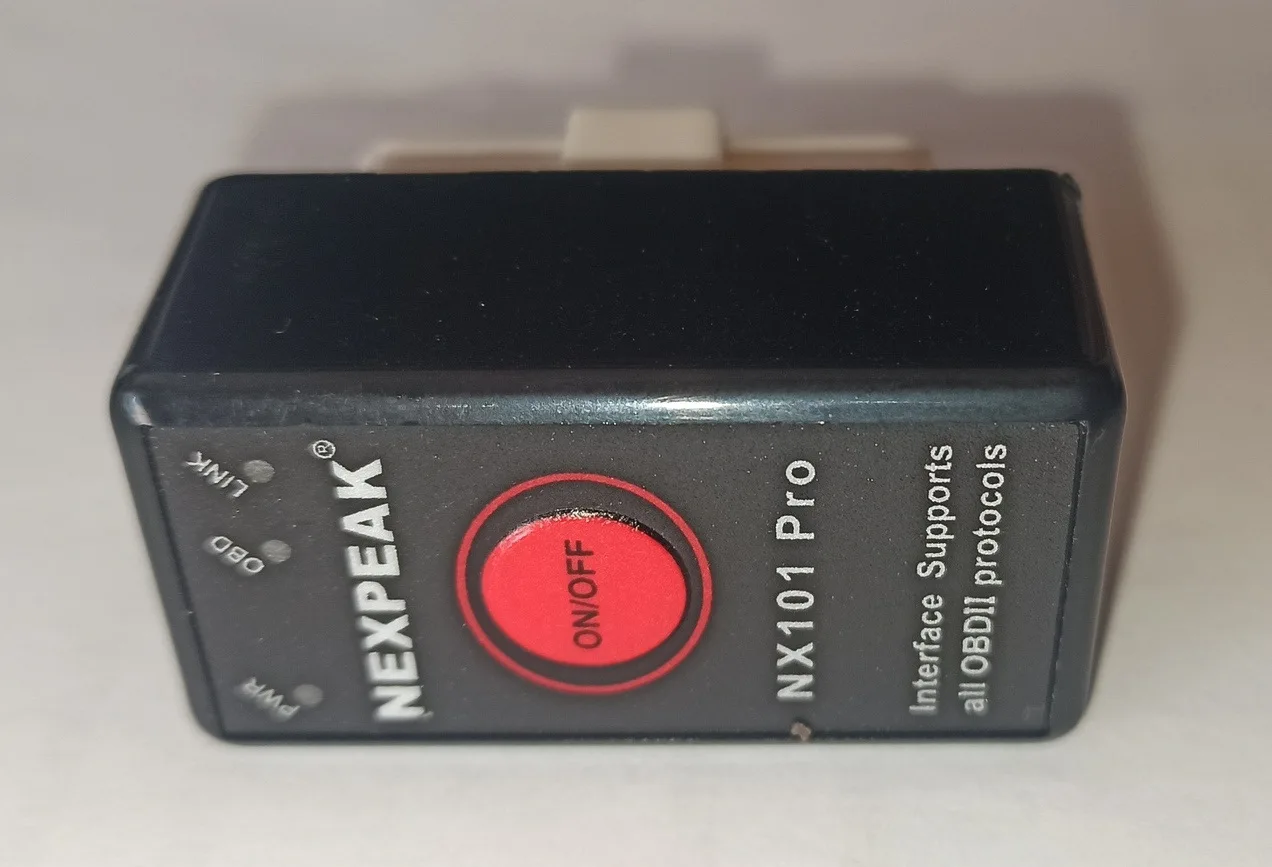 PWR OBD LINK
NEXPEAK®
ON/OFF
NX101 Pro
Interface Supports
all OBDII protocols